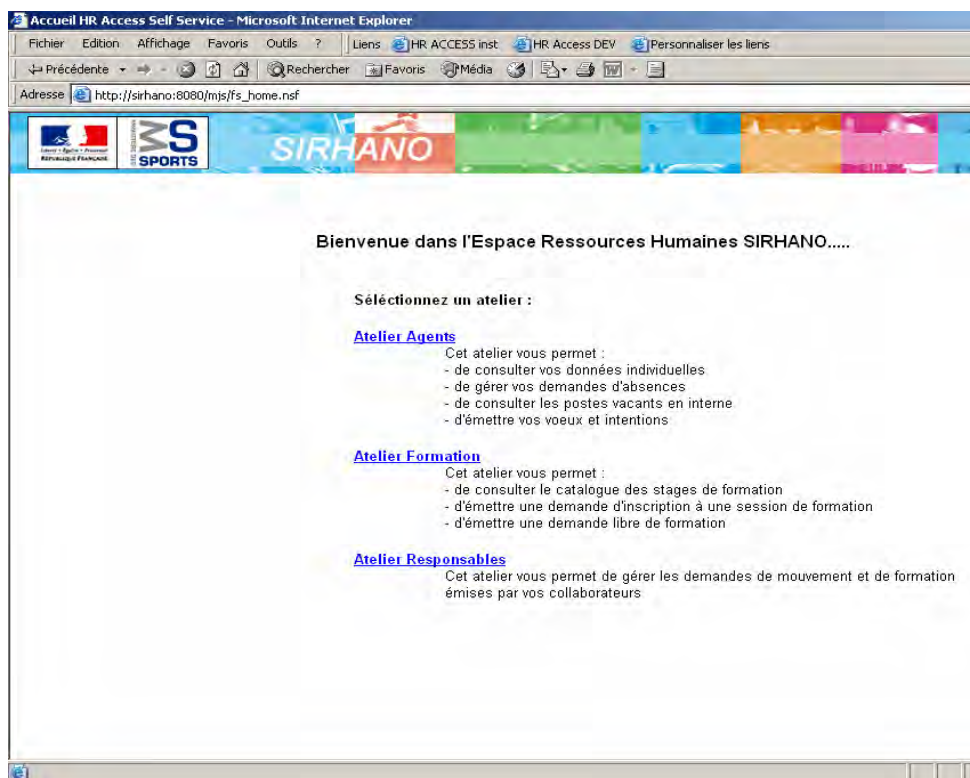 Accueil HR Access Self Service - Microsoft Internet Explorer
Fichier Edition Affichage Favoris Outils ? Liens HR ACCESS inst HR Access DEV Personnaliser les liens
Précédente Rechercher Favoris Média
Adresse http://sirhano:8080/mjs/fs_home.nsf
Liberté • Égalité • Fraternité
RÉPUBLIQUE FRANÇAISE
SPORTS
SIRHANO
Bienvenue dans l'Espace Ressources Humaines SIRHANO.....
Séléctionnez un atelier :
Atelier Agents
Cet atelier vous permet :
- de consulter vos données individuelles
- de gérer vos demandes d'absences
- de consulter les postes vacants en interne
- d'émettre vos voeux et intentions
Atelier Formation
Cet atelier vous permet :
- de consulter le catalogue des stages de formation
- d'émettre une demande d'inscription à une session de formation
- d'émettre une demande libre de formation
Atelier Responsables
Cet atelier vous permet de gérer les demandes de mouvement et de formation
émises par vos collaborateurs